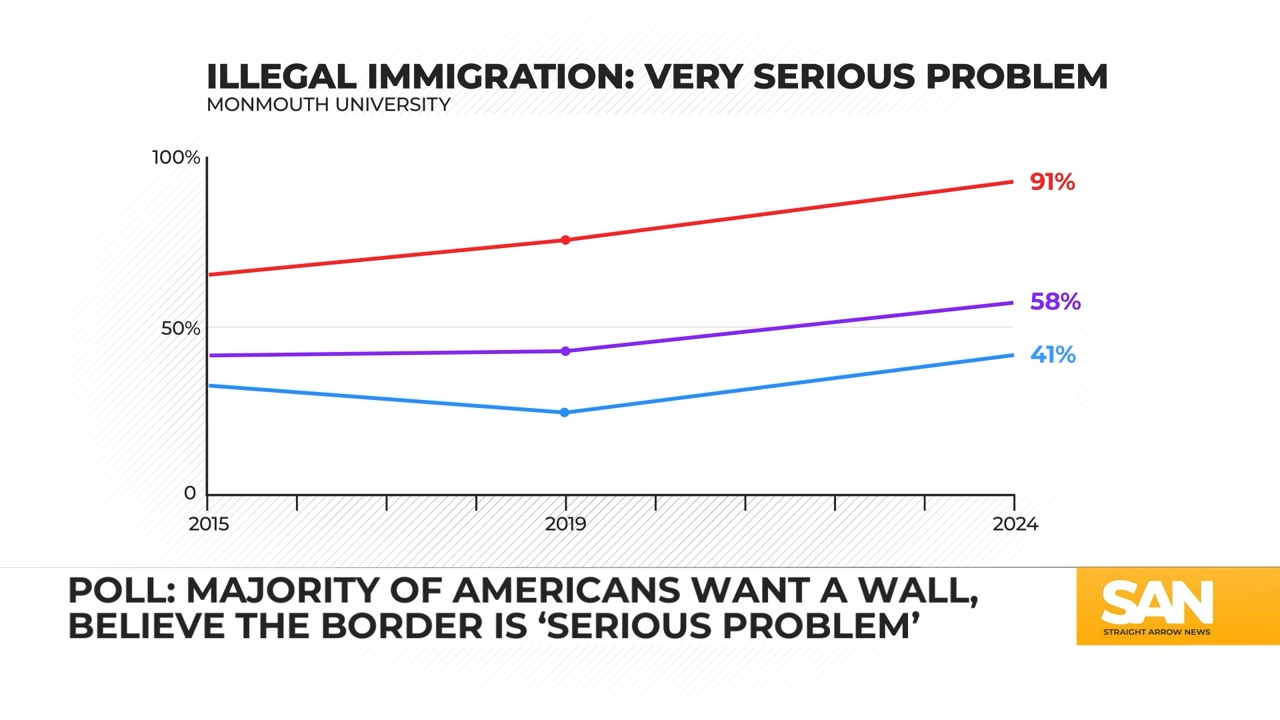 ILLEGAL IMMIGRATION: VERY SERIOUS PROBLEM
MONMOUTH UNIVERSITY
100%
91%
58%
50%
41%
0
2015 2019 2024
POLL: MAJORITY OF AMERICANS WANT A WALL,
BELIEVE THE BORDER IS ‘SERIOUS PROBLEM’
SAN
STRAIGHT ARROW NEWS